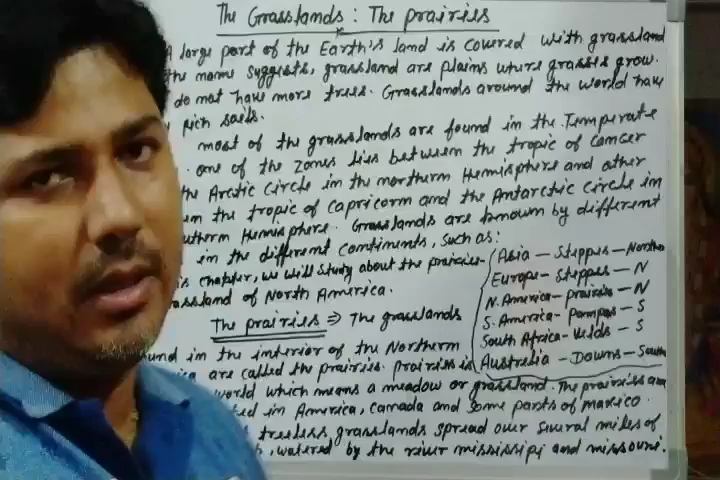 The Grasslands : The prairies
A large part of the Earth's land is covered with grassland
the name suggests, grassland are plains where grasses grow.
do not have more trees. Grasslands around the world have
rich soils.
most of the grasslands are found in the Temperate
one of the zones lies between the tropic of cancer
the Arctic Circle in the northern Hemisphere and other
the tropic of Capricorn and the Antarctic Circle in
Hemisphere. Grasslands are known by different
in the different continents, such as:
chapter, we will study about the prairies-
of North America.
Asia - Steppes - Northe
Europe - Steppes - N
N. America - prairies - N
S. America - Pampas - S
South Africa - Velds - S
Australia - Downs - South
The prairies ⇒ The grasslands
in the interior of the Northern
are called the prairies. Prairies is
world which means a meadow or grassland. The prairies are
in America, Canada and some parts of maxico.
treeless grasslands spread over several miles of
, watered by the river mississipi and missouri.